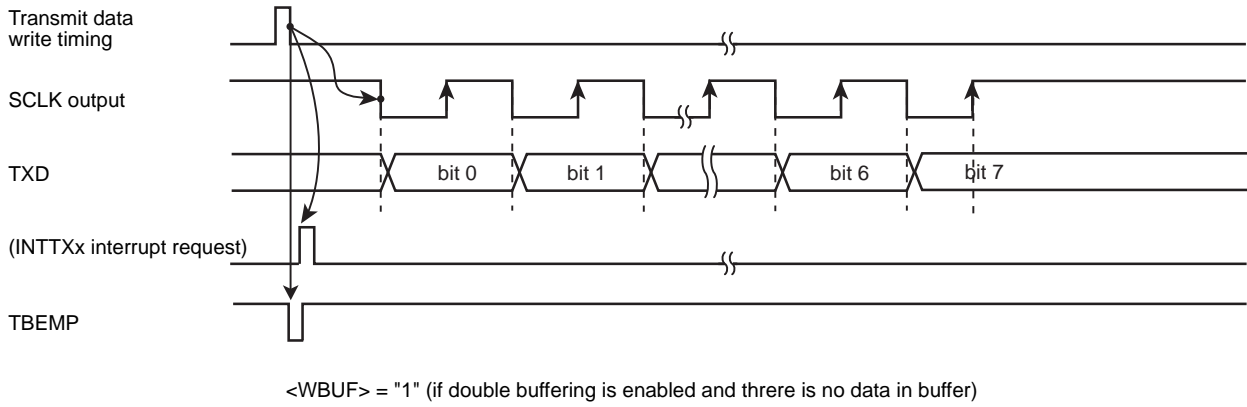 Transmit data
write timing
SCLK output
TXD
bit 0
bit 1
bit 6
bit 7
(INTTXx interrupt request)
TBEMP
<WBUF> = "1" (if double buffering is enabled and threre is no data in buffer)